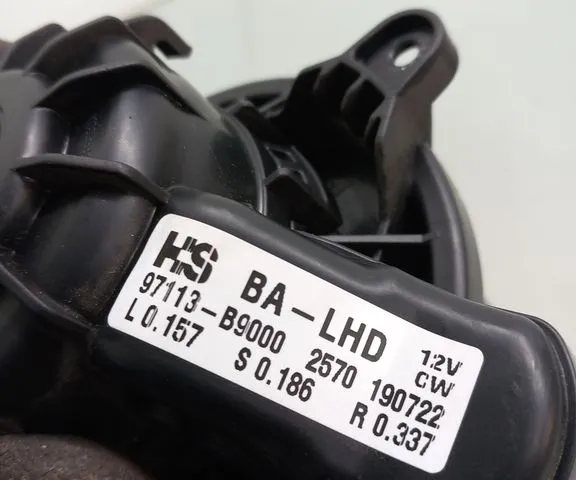 HS BA-LHD 12V
97113-B9000 2570 190722 CW
L 0.157 S 0.186 R 0.337